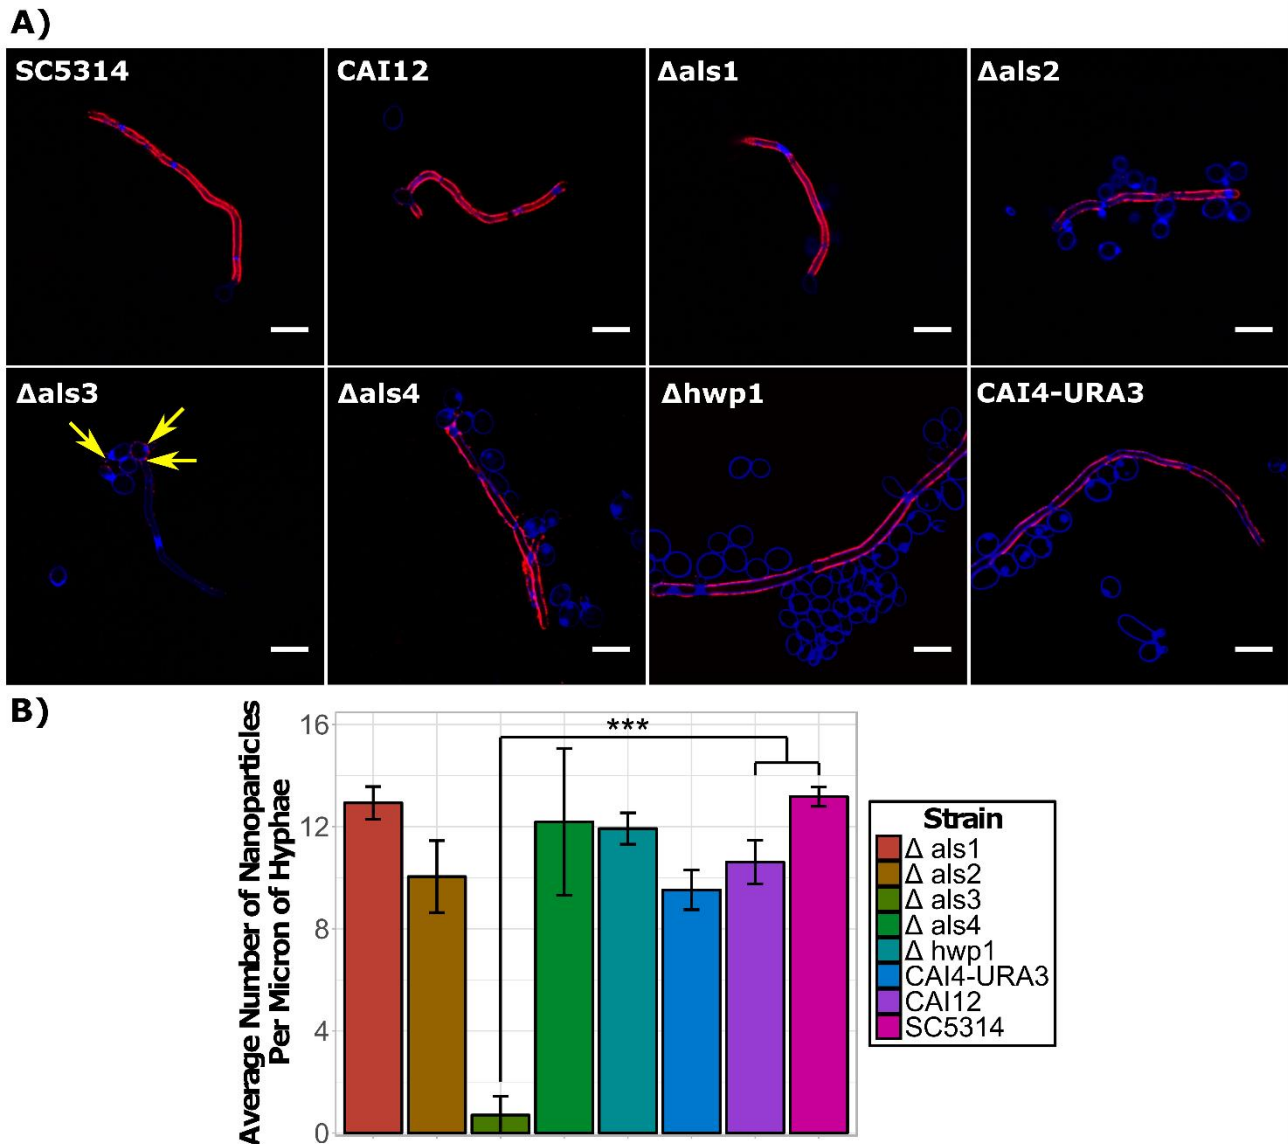 A)
SC5314
CAI12
Δals1
Δals2
Δals3
Δals4
Δhwp1
CAI4-URA3
B)
Average Number of Nanoparticles
Per Micron of Hyphae
16
12
8
4
0
***
Strain
Δ als1
Δ als2
Δ als3
Δ als4
Δ hwp1
CAI4-URA3
CAI12
SC5314